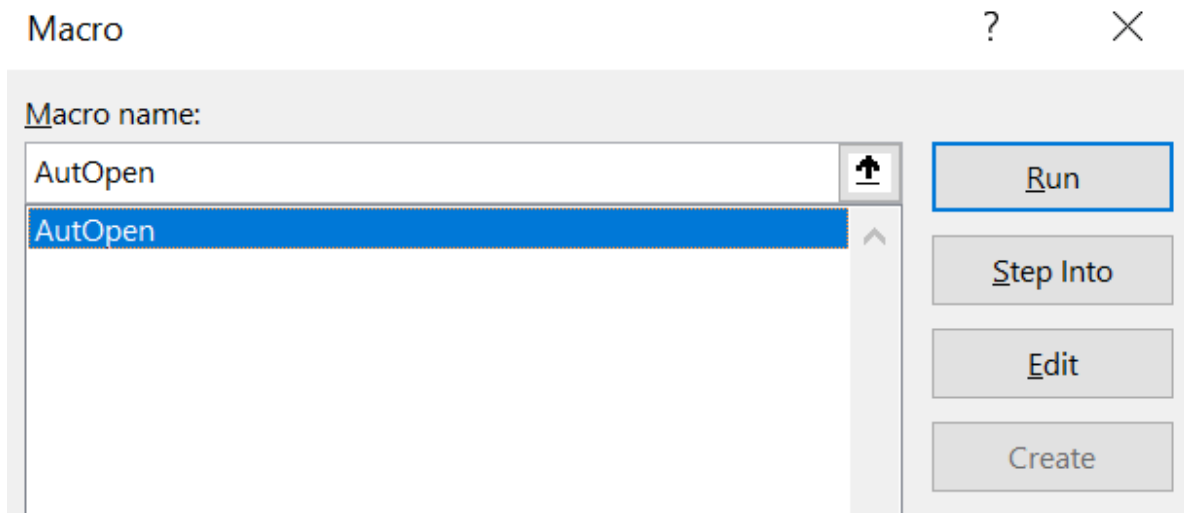 Macro ?
Macro name:
AutOpen
Run
AutOpen
Step Into
Edit
Create